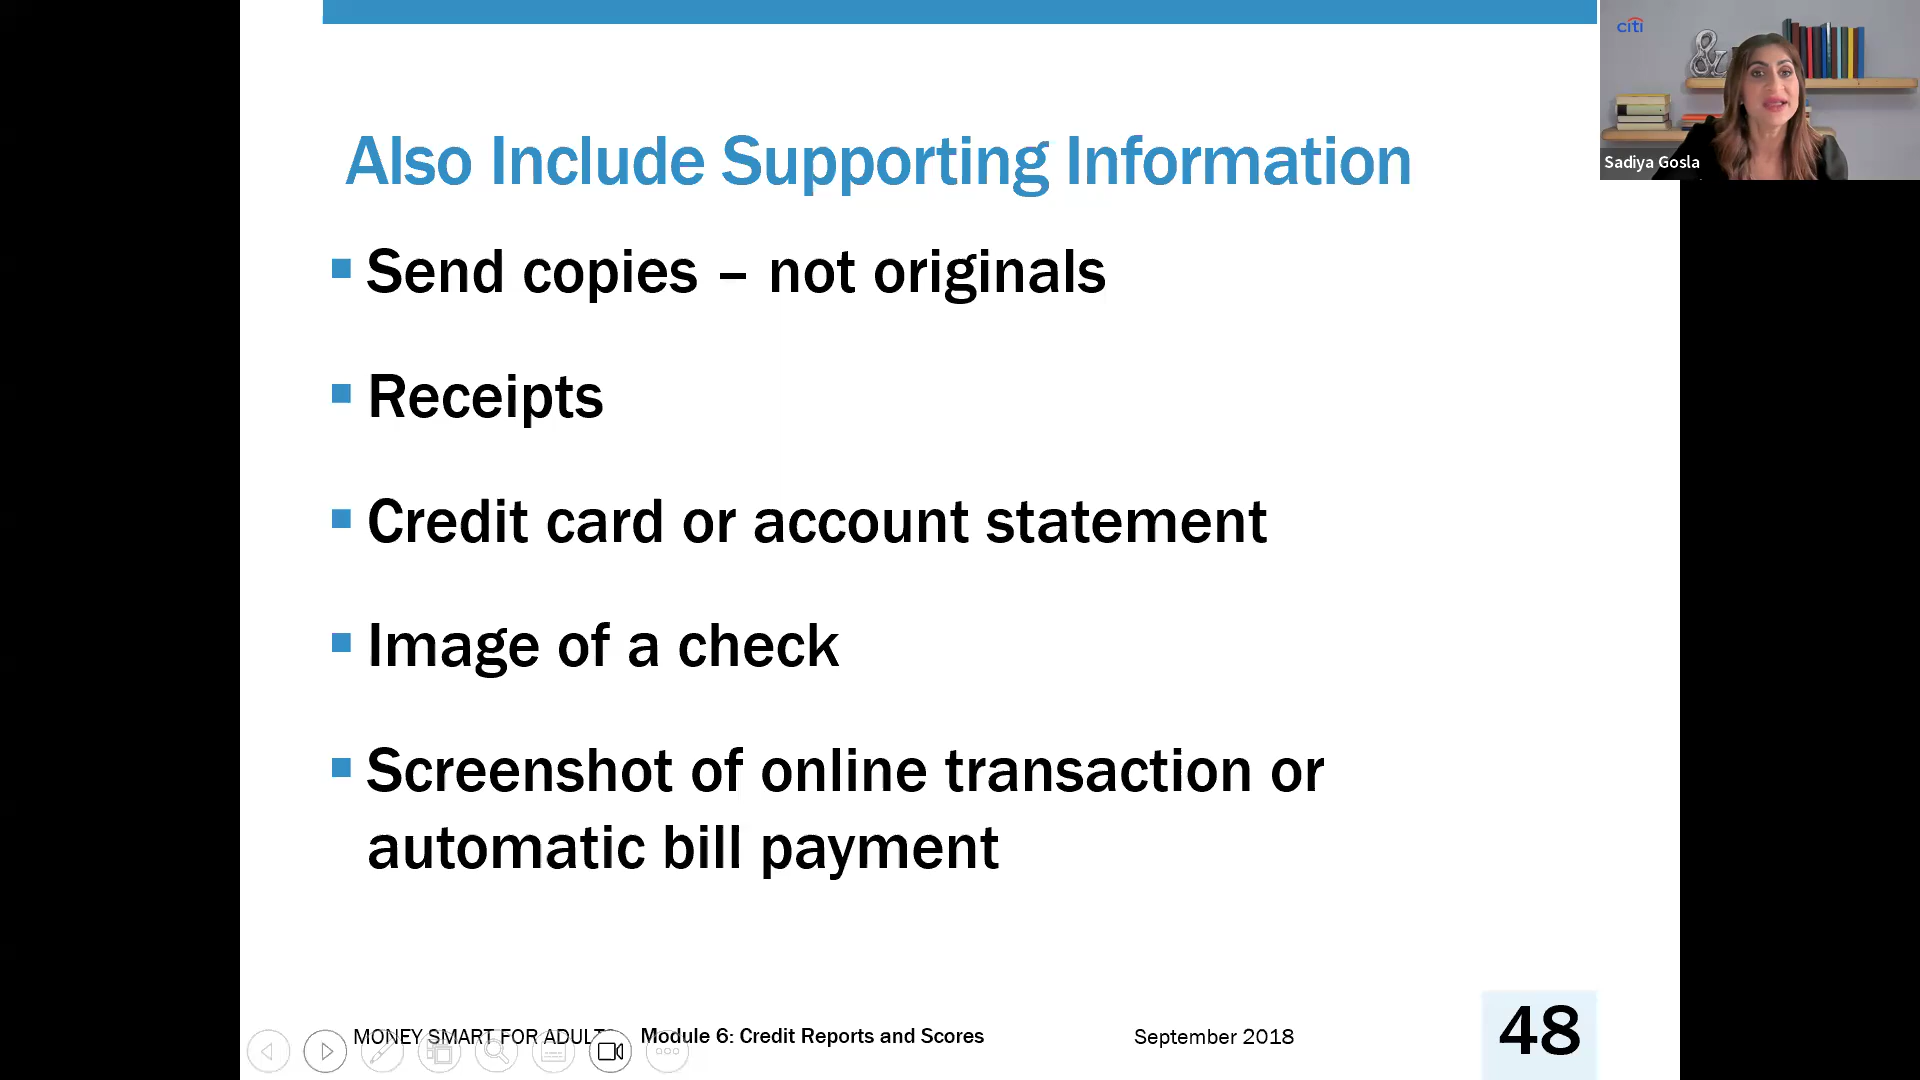 citi
Sadiya Gosla
Also Include Supporting Information
Send copies – not originals
Receipts
Credit card or account statement
Image of a check
Screenshot of online transaction or
automatic bill payment
MONEY SMART FOR ADULTS Module 6: Credit Reports and Scores September 2018 48